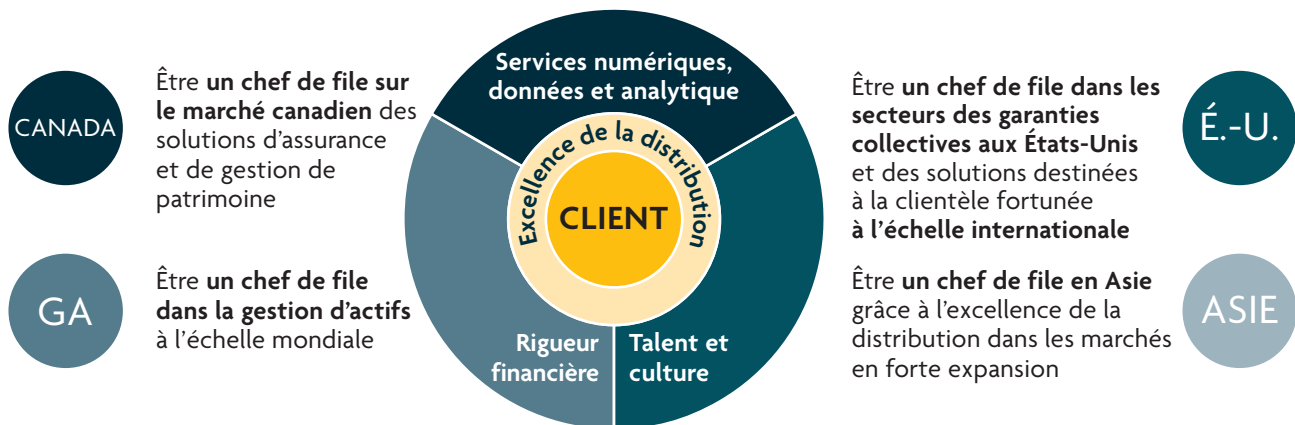 CANADA
Être un chef de file sur
le marché canadien des
solutions d’assurance
et de gestion de
patrimoine
GA
Être un chef de file
dans la gestion d’actifs
à l’échelle mondiale
Services numériques,
données et analytique
Excellence de la distribution
CLIENT
Rigueur
financière
Talent et
culture
Être un chef de file dans les
secteurs des garanties
collectives aux États-Unis
et des solutions destinées
à la clientèle fortunée
à l’échelle internationale
É.-U.
Être un chef de file en Asie
grâce à l’excellence de la
distribution dans les marchés
en forte expansion
ASIE